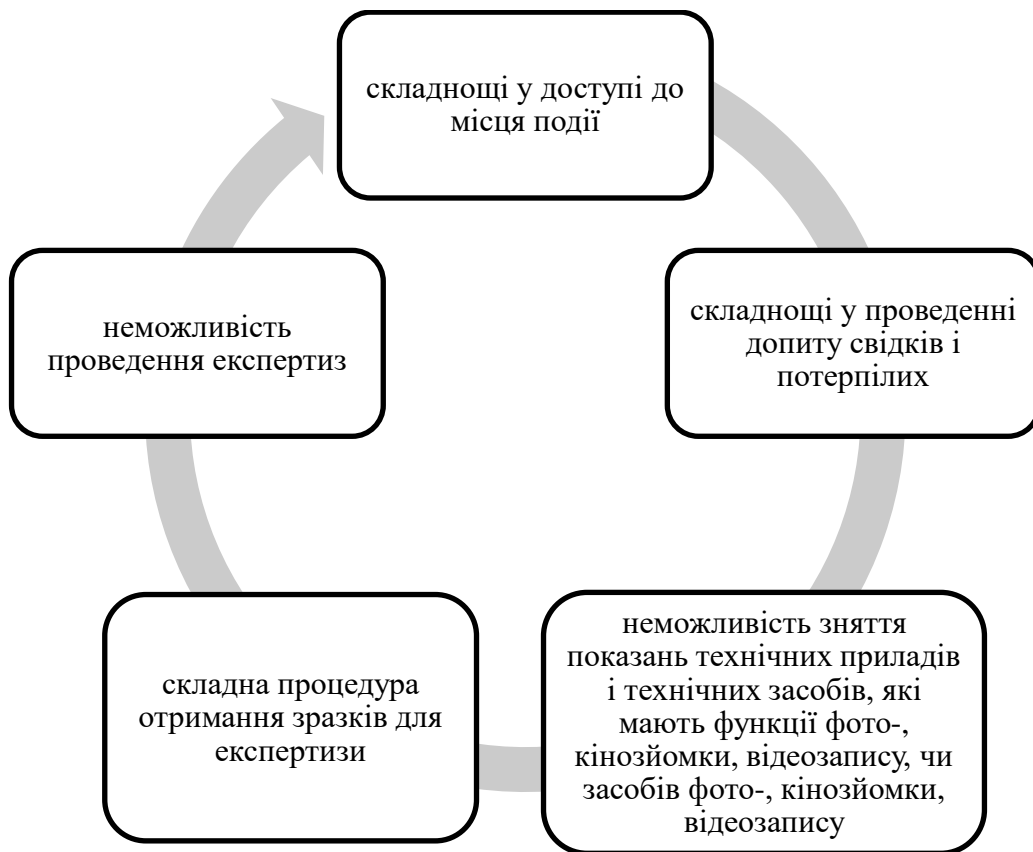 складнощі у доступі до
місця події
складнощі у проведенні
допиту свідків і
потерпілих
неможливість зняття
показань технічних приладів
і технічних засобів, які
мають функції фото-,
кінозйомки, відеозапису, чи
засобів фото-, кінозйомки,
відеозапису
складна процедура
отримання зразків для
експертизи
неможливість
проведення експертиз